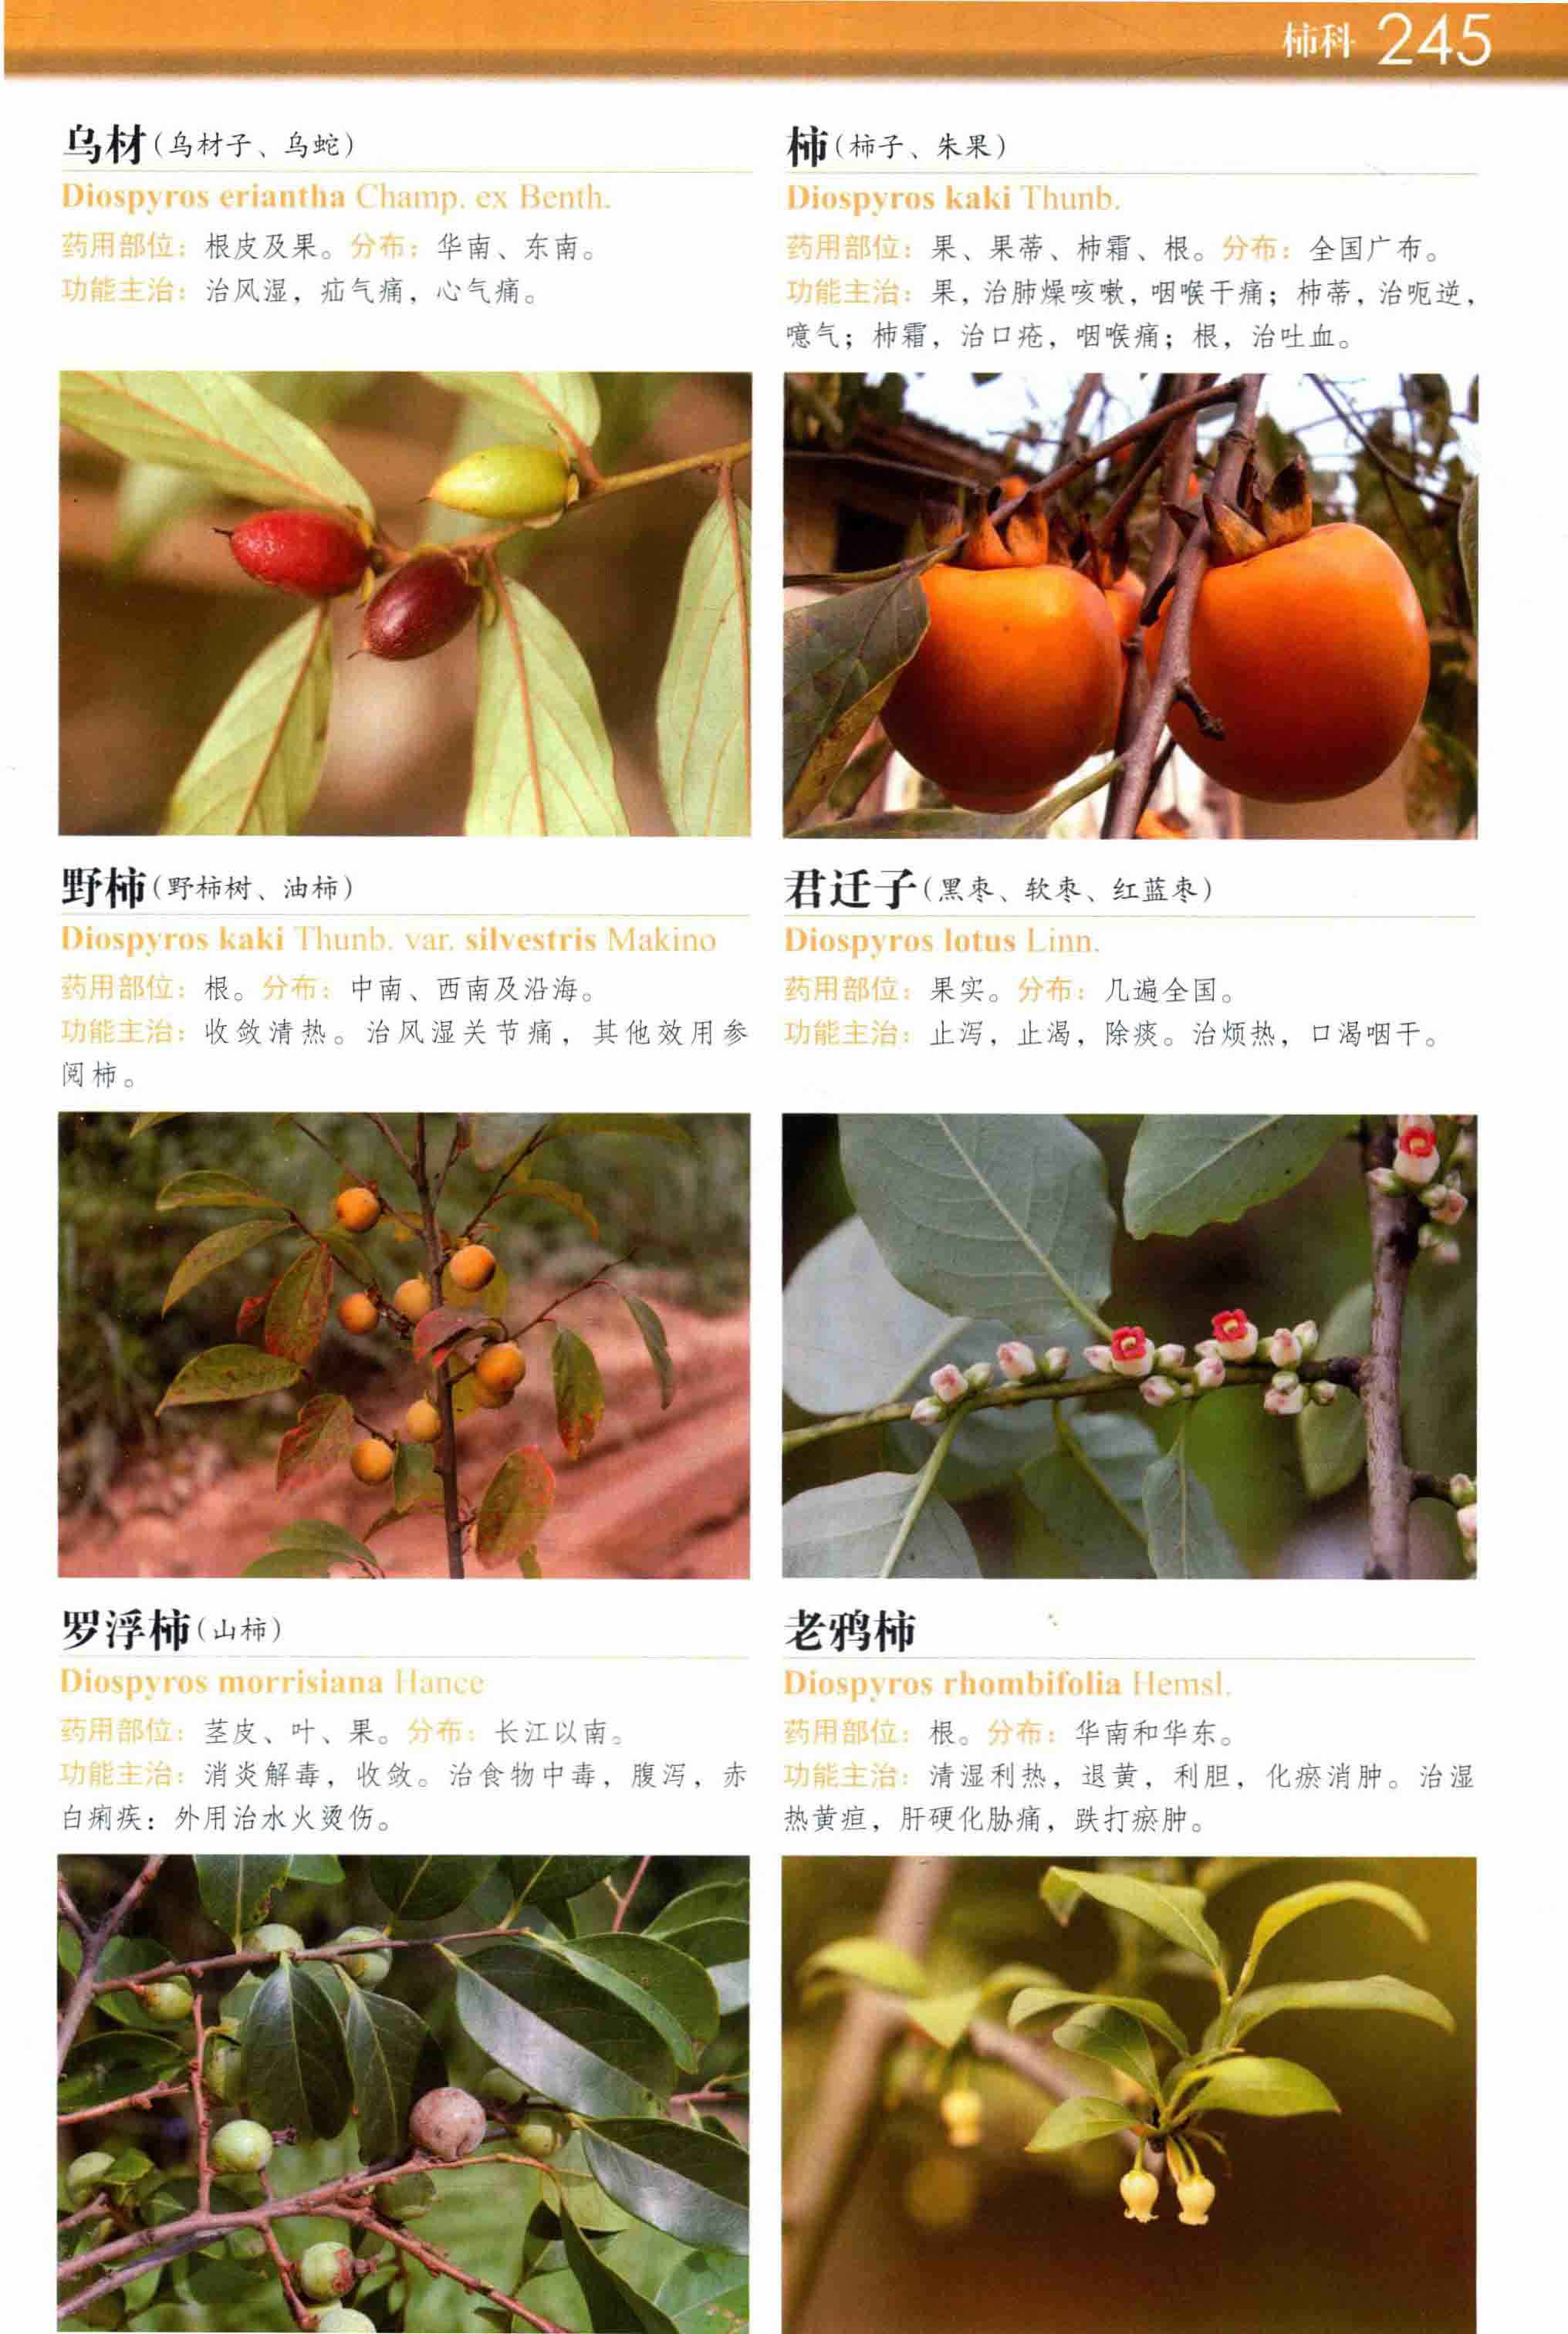 柿科 245
乌材(乌材子、乌蛇)
Diospyros eriantha Champ. ex Benth.
药用部位：根皮及果。分布：华南、东南。
功能主治：治风湿，疝气痛，心气痛。
柿(柿子、朱果)
Diospyros kaki Thunb.
药用部位：果、果蒂、柿霜、根。分布：全国广布。
功能主治：果，治肺燥咳嗽，咽喉干痛；柿蒂，治呃逆，
噫气；柿霜，治口疮，咽喉痛；根，治吐血。
野柿(野柿树、油柿)
Diospyros kaki Thunb. var. silvestris Makino
药用部位：根。分布：中南、西南及沿海。
功能主治：收敛清热。治风湿关节痛，其他效用参
阅柿。
君迁子(黑枣、软枣、红蓝枣)
Diospyros lotus Linn.
药用部位：果实。分布：几遍全国。
功能主治：止泻，止渴，除痰。治烦热，口渴咽干。
罗浮柿(山柿)
Diospyros morrisiana Hance
药用部位：茎皮、叶、果。分布：长江以南。
功能主治：消炎解毒，收敛。治食物中毒，腹泻，赤
白痢疾：外用治水火烫伤。
老鸦柿
Diospyros rhombifolia Hemsl.
药用部位：根。分布：华南和华东。
功能主治：清湿利热，退黄，利胆，化瘀消肿。治湿
热黄疸，肝硬化胁痛，跌打瘀肿。